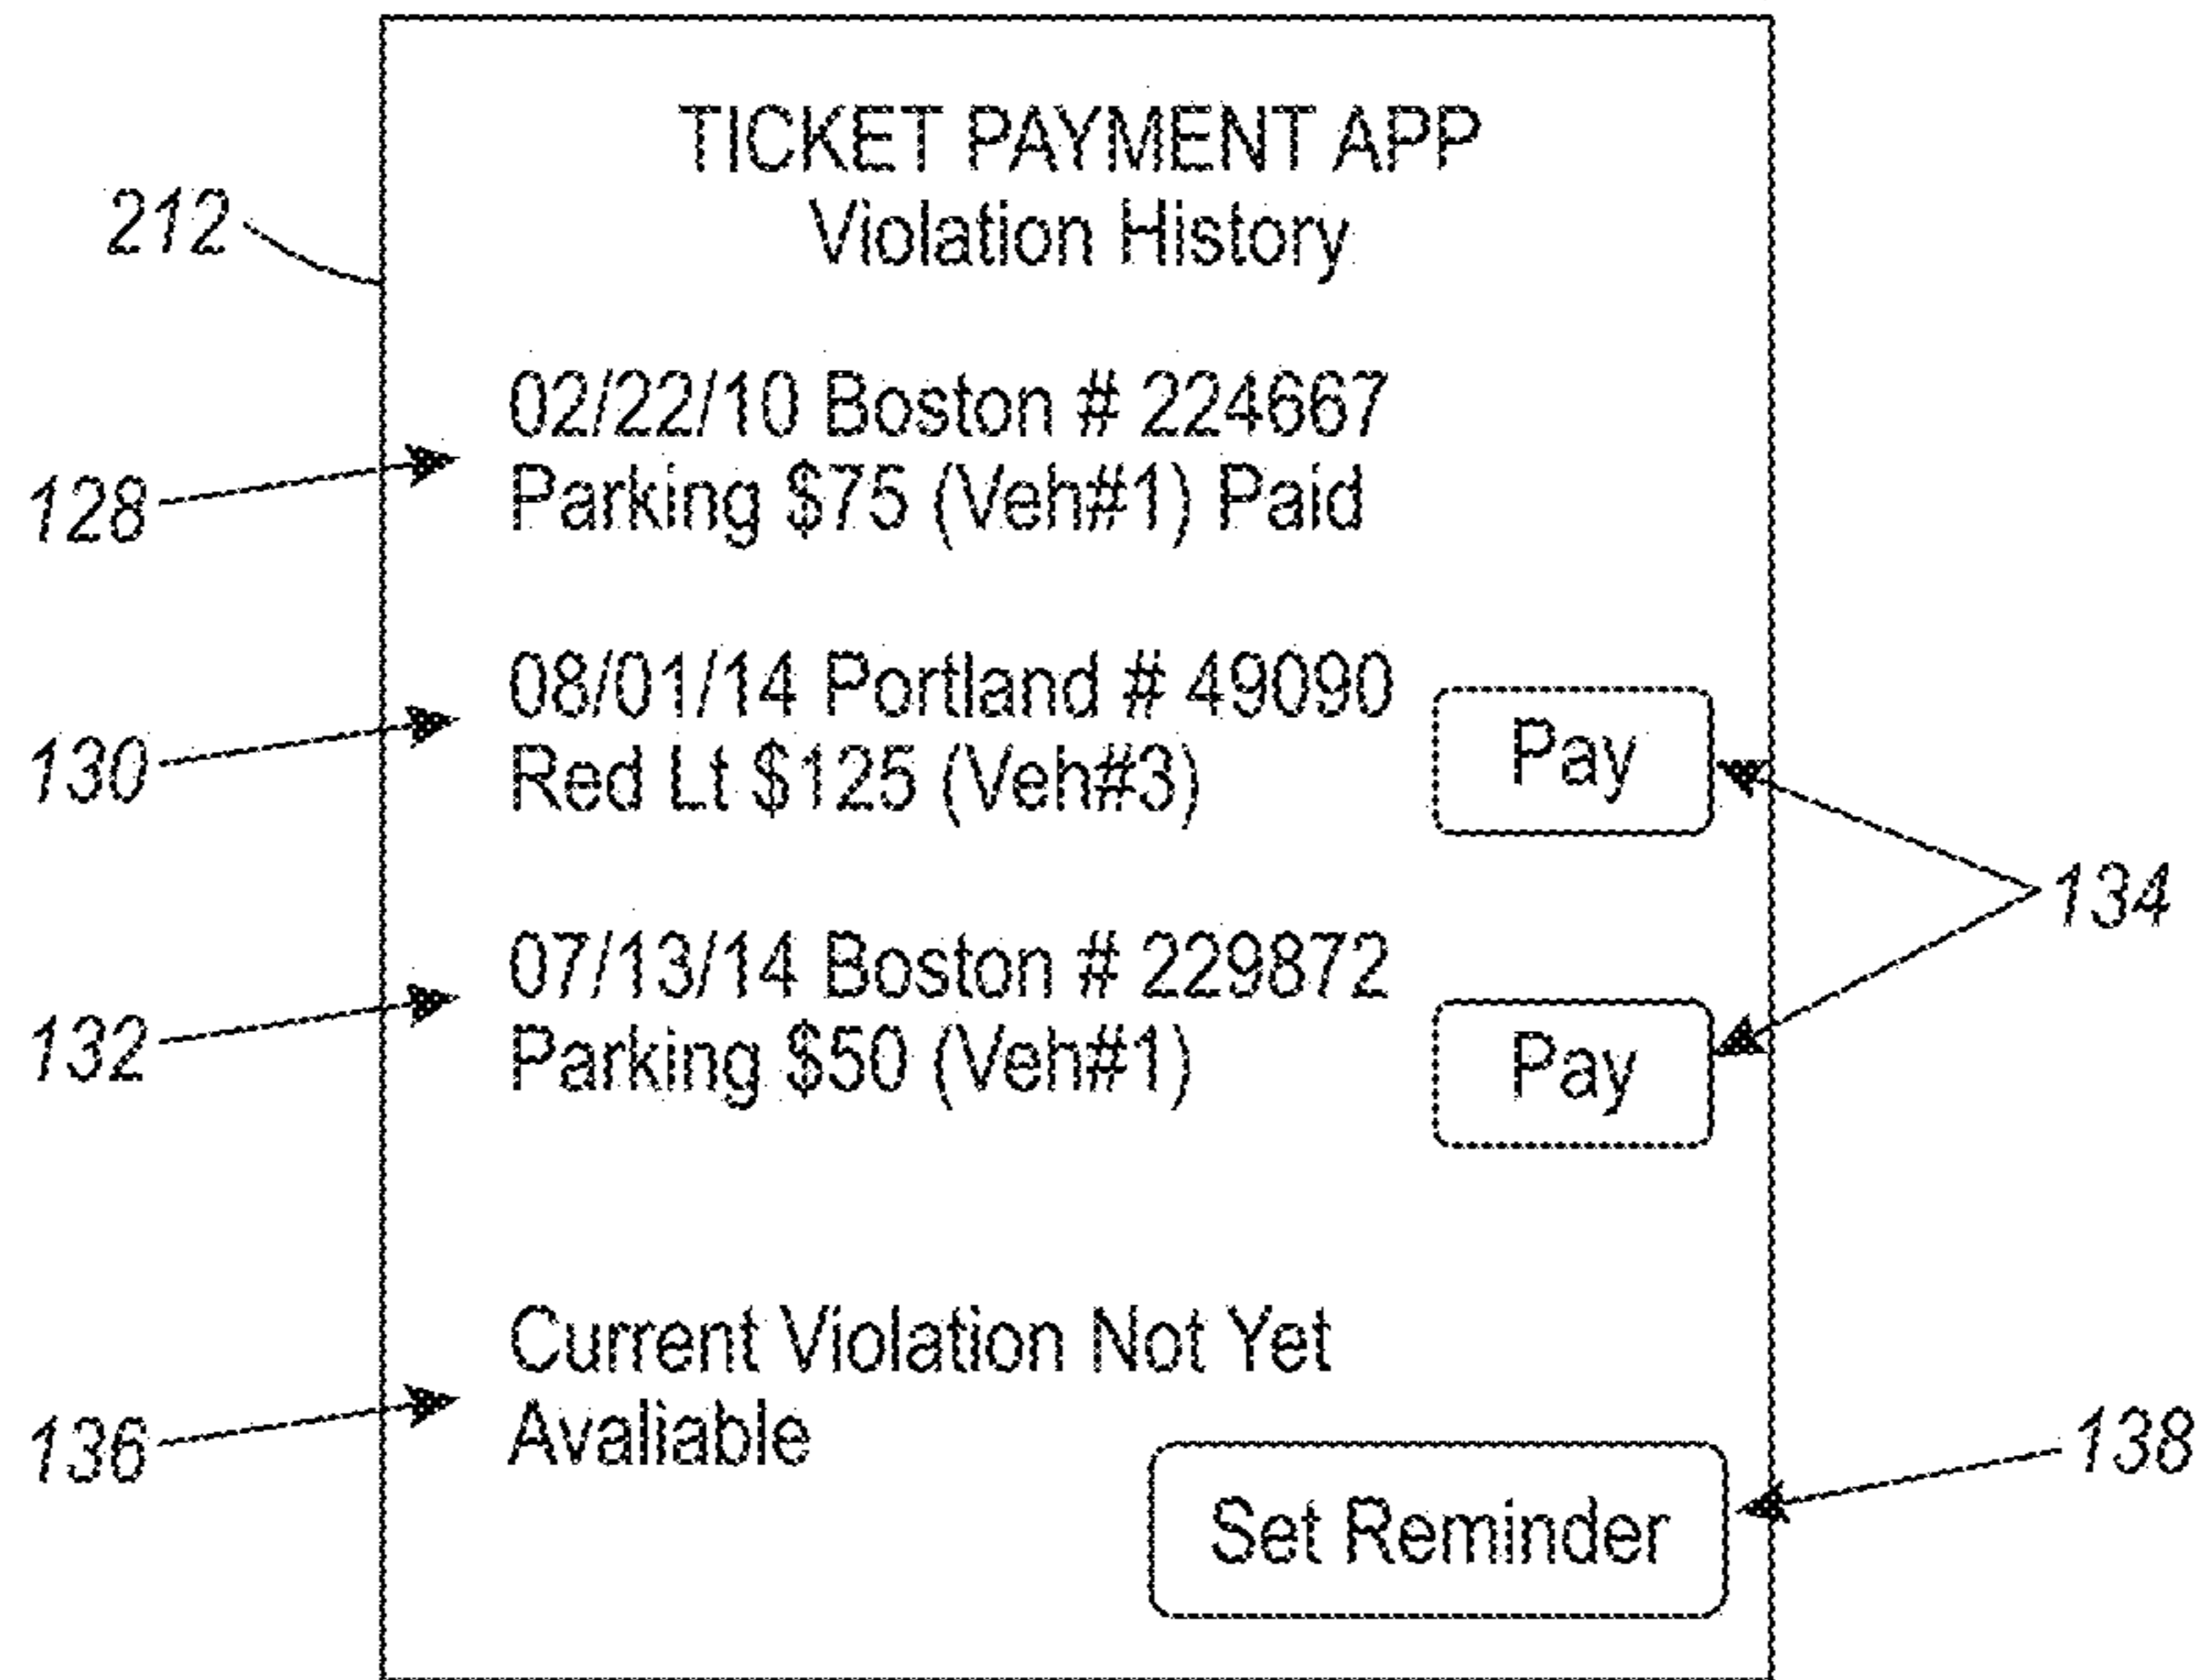 TICKET PAYMENT APP
Violation History
212
02/22/10 Boston # 224667
Parking $75 (Veh#1) Paid
128
08/01/14 Portland # 49090
Red Lt $125 (Veh#3)
Pay
130
134
07/13/14 Boston # 229872
Parking $50 (Veh#1)
Pay
132
Current Violation Not Yet
Avaliable
136
138
Set Reminder